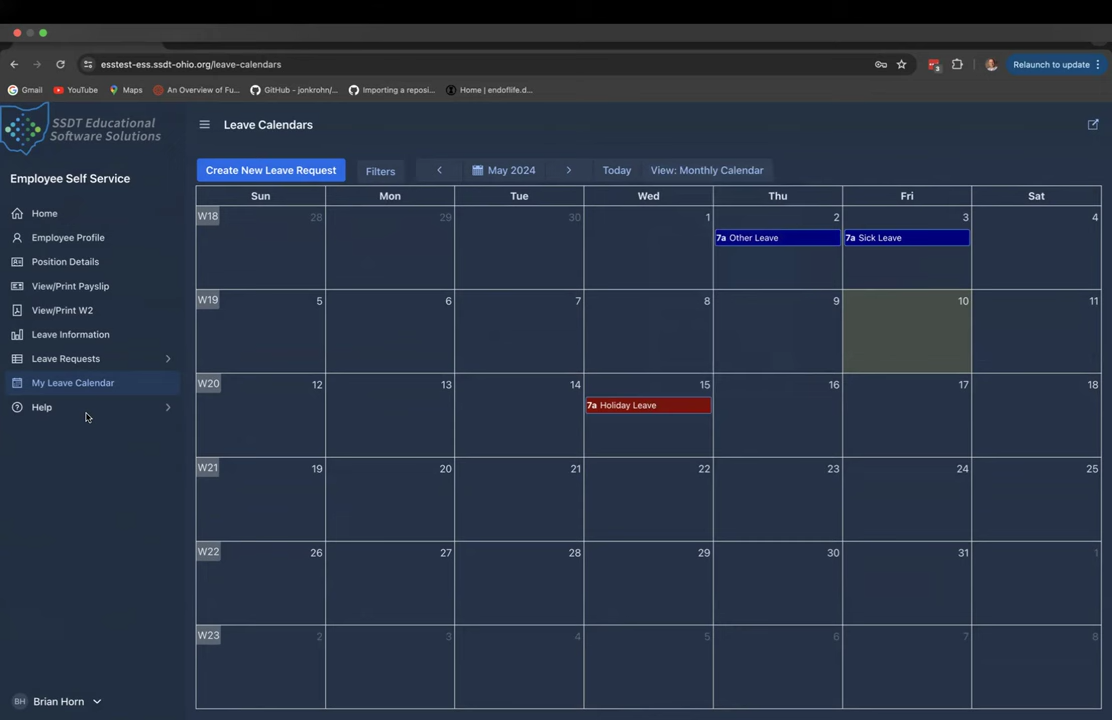 esstest-ess.ssdt-ohio.org/leave-calendars
Relaunch to update
Gmail
YouTube
Maps
An Overview of Fu...
GitHub - jonkrohn/...
Importing a reposi...
Home | endoflife.d...
SSDT Educational
Software Solutions
Employee Self Service
Home
Employee Profile
Position Details
View/Print Payslip
View/Print W2
Leave Information
Leave Requests
My Leave Calendar
Help
BH Brian Horn
Leave Calendars
Create New Leave Request Filters May 2024 Today View: Monthly Calendar
Sun Mon Tue Wed Thu Fri Sat
W18 28 29 30 1 2 3 4
7a Other Leave 7a Sick Leave
W19 5 6 7 8 9 10 11
W20 12 13 14 15 16 17 18
7a Holiday Leave
W21 19 20 21 22 23 24 25
W22 26 27 28 29 30 31 1
W23 2 3 4 5 6 7 8